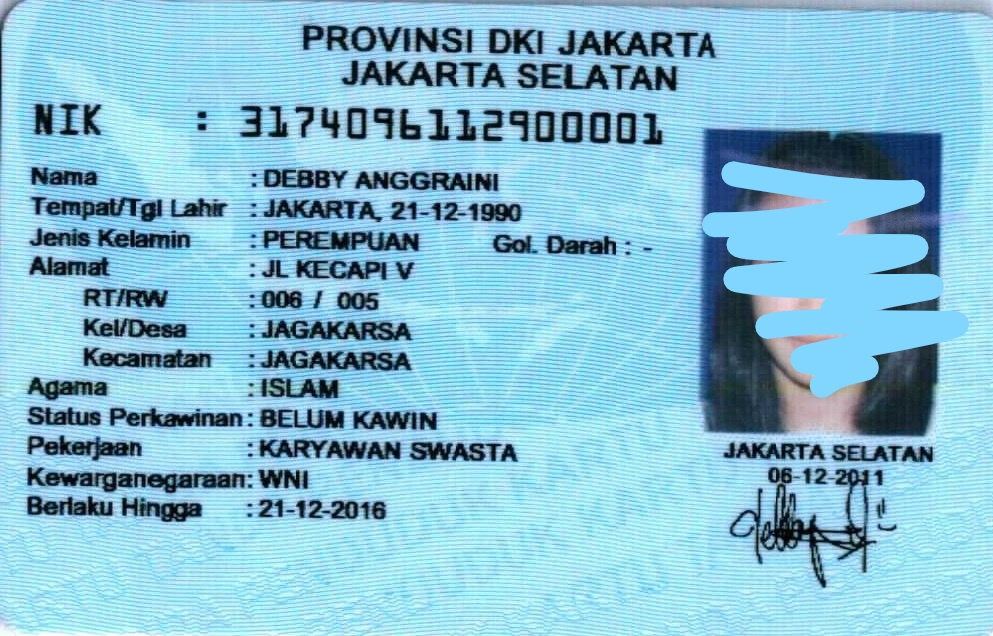 PROVINSI DKI JAKARTA
JAKARTA SELATAN
NIK : 3174096112900001
Nama : DEBBY ANGGRAINI
Tempat/Tgl Lahir : JAKARTA, 21-12-1990
Jenis Kelamin : PEREMPUAN Gol. Darah : -
Alamat : JL KECAPI V
RT/RW : 006 / 005
Kel/Desa : JAGAKARSA
Kecamatan : JAGAKARSA
Agama : ISLAM
Status Perkawinan : BELUM KAWIN
Pekerjaan : KARYAWAN SWASTA
Kewarganegaraan : WNI
Berlaku Hingga : 21-12-2016
JAKARTA SELATAN
06-12-2011